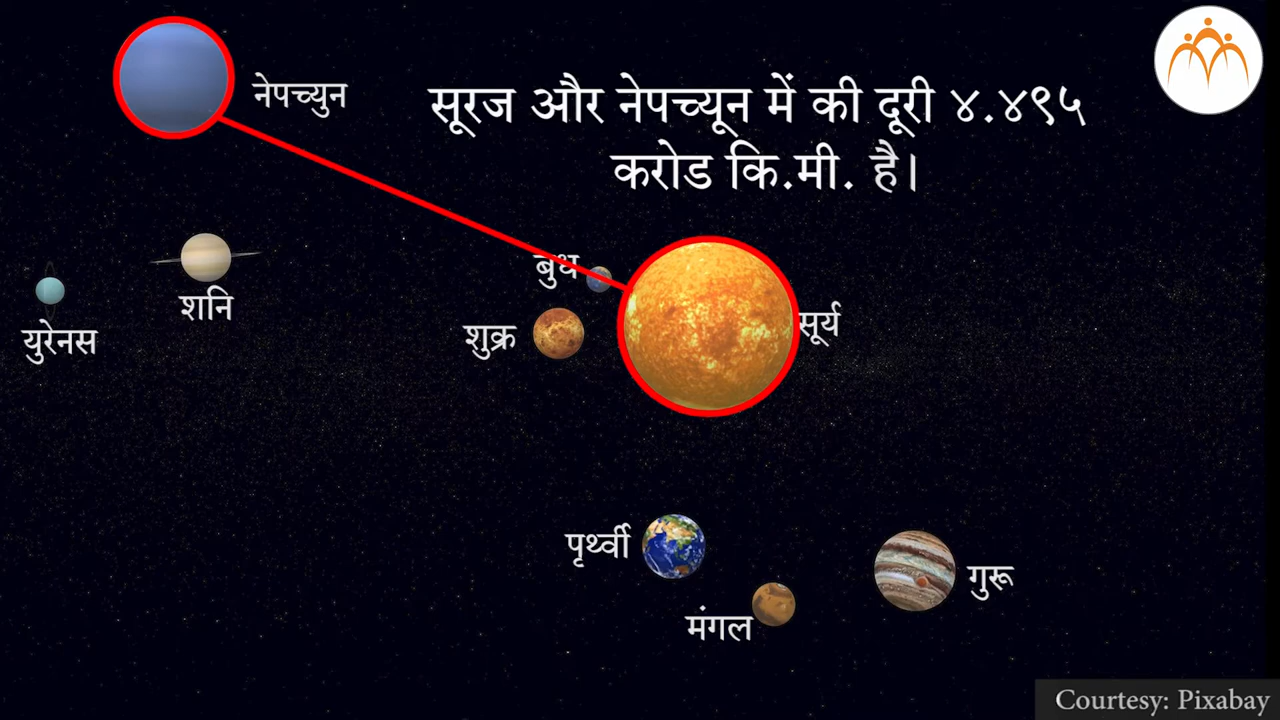 नेपच्युन
सूरज और नेपच्यून में की दूरी ४.४९५
करोड कि.मी. है।
बुध
सूर्य
शनि
शुक्र
युरेनस
पृथ्वी
गुरू
मंगल
Courtesy: Pixabay